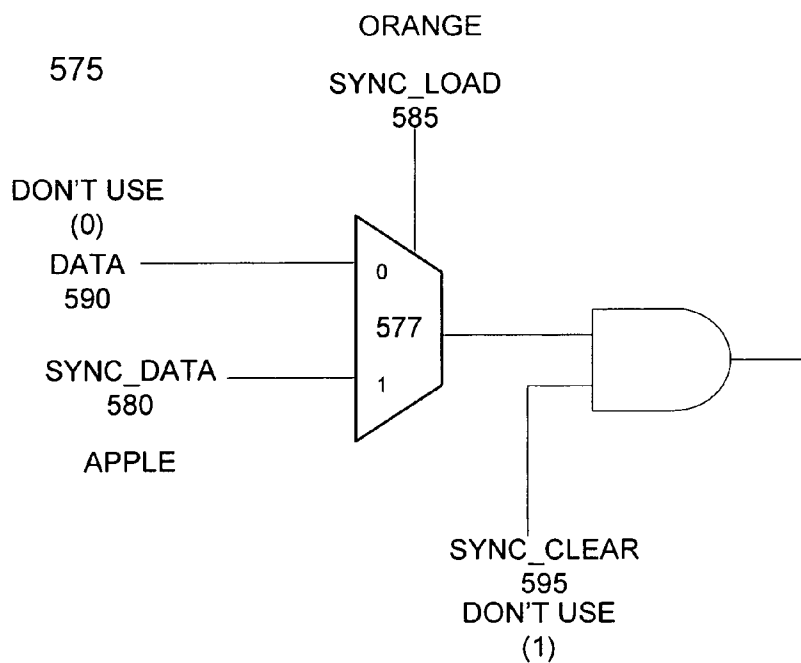 ORANGE
575
SYNC_LOAD
585
DON'T USE
(0)
DATA
590
0
577
SYNC_DATA
580
1
APPLE
SYNC_CLEAR
595
DON'T USE
(1)